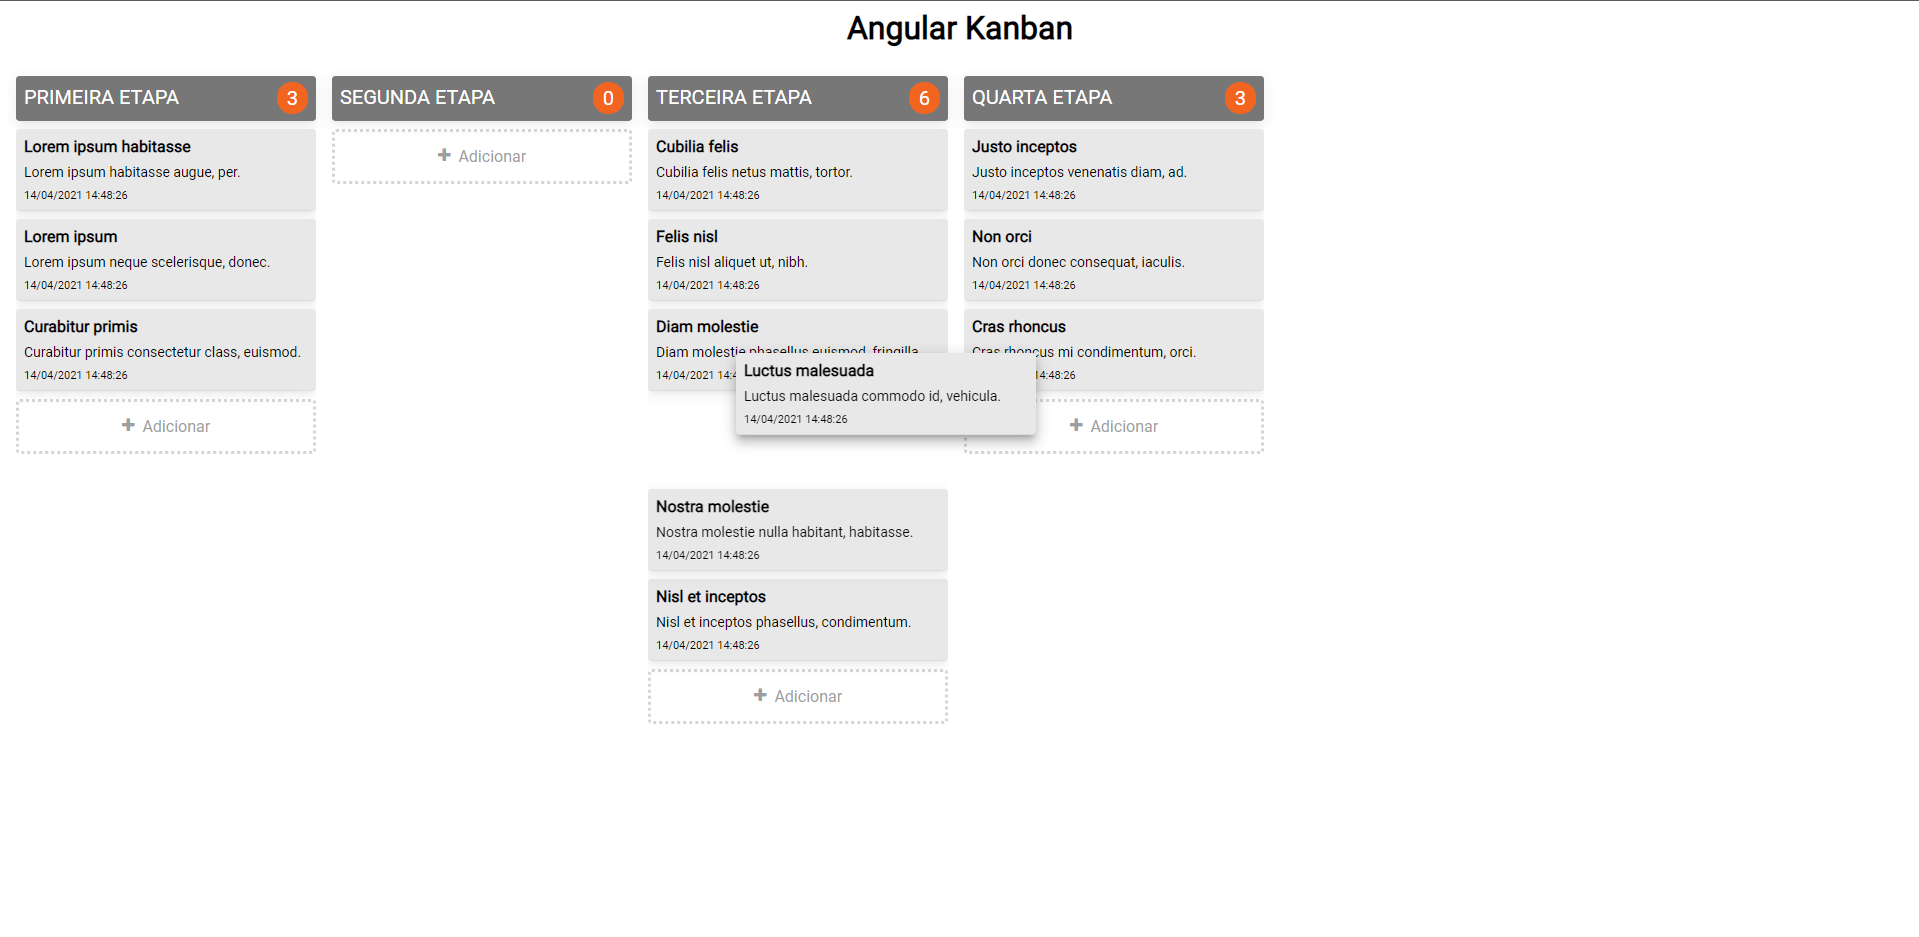 Angular Kanban
PRIMEIRA ETAPA 3
Lorem ipsum habitasse
Lorem ipsum habitasse augue, per.
14/04/2021 14:48:26
Lorem ipsum
Lorem ipsum neque scelerisque, donec.
14/04/2021 14:48:26
Curabitur primis
Curabitur primis consectetur class, euismod.
14/04/2021 14:48:26
Adicionar
SEGUNDA ETAPA 0
Adicionar
TERCEIRA ETAPA 6
Cubilia felis
Cubilia felis netus mattis, tortor.
14/04/2021 14:48:26
Felis nisl
Felis nisl aliquet ut, nibh.
14/04/2021 14:48:26
Diam molestie
Diam molestie phasellus euismod, fringilla
14/04/2021 14:4
Luctus malesuada
Luctus malesuada commodo id, vehicula.
14/04/2021 14:48:26
Nostra molestie
Nostra molestie nulla habitant, habitasse.
14/04/2021 14:48:26
Nisl et inceptos
Nisl et inceptos phasellus, condimentum.
14/04/2021 14:48:26
Adicionar
QUARTA ETAPA 3
Justo inceptos
Justo inceptos venenatis diam, ad.
14/04/2021 14:48:26
Non orci
Non orci donec consequat, iaculis.
14/04/2021 14:48:26
Cras rhoncus
Cras rhoncus mi condimentum, orci.
14:48:26
Adicionar